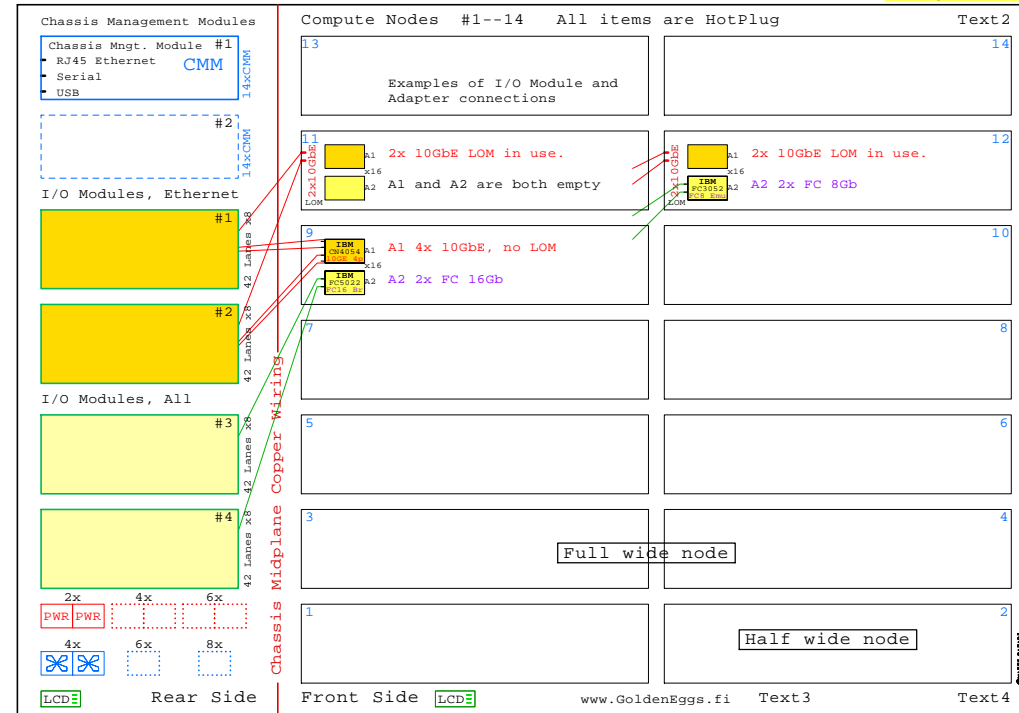 Chassis Management Modules
Chassis Mngt. Module #1
RJ45 Ethernet
CMM
Serial
USB
14xCMM
#2
14xCMM
I/O Modules, Ethernet
#1
42 Lanes x8
#2
42 Lanes x8
I/O Modules, All
#3
42 Lanes x8
#4
42 Lanes x8
2x 4x 6x
PWR PWR
4x 6x 8x
LCD
Rear Side
Chassis Midplane Copper Wiring
Compute Nodes #1--14 All items are HotPlug Text2
13
Examples of I/O Module and
Adapter connections
14
11
2x10GbE
LOM
A1
2x 10GbE LOM in use.
x16
A2
A1 and A2 are both empty
12
2x10GbE
LOM
A1
2x 10GbE LOM in use.
x16
IBM
FC3052
FC8 Emu
A2
A2 2x FC 8Gb
9
IBM
CN4054
10GE 4p
A1
A1 4x 10GbE, no LOM
x16
IBM
FC5022
FC16 Br
A2
A2 2x FC 16Gb
10
7
8
5
6
3
4
Full wide node
1
2
Half wide node
Front Side
LCD
www.GoldenEggs.fi
Text3
Text4